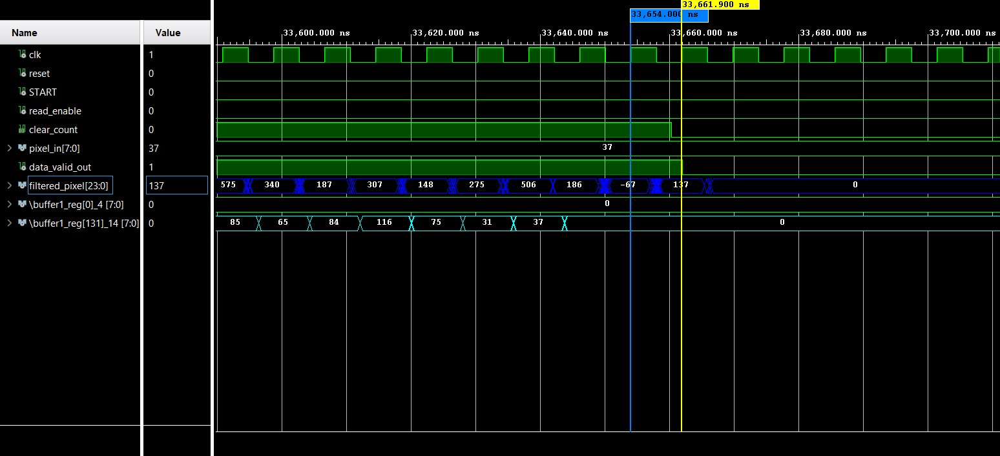 33,661.900 ns
33,654.000 ns
Name Value
33,600.000 ns 33,620.000 ns 33,640.000 ns 33,660.000 ns 33,680.000 ns 33,700.000 ns
clk 1
reset 0
START 0
read_enable 0
clear_count 0
pixel_in[7:0] 37 37
data_valid_out 1
filtered_pixel[23:0] 137 575 340 187 307 148 275 506 186 -67 137 0
\buffer1_reg[0]_4 [7:0] 0 0
\buffer1_reg[131]_14 [7:0] 0 85 65 84 116 75 31 37 0